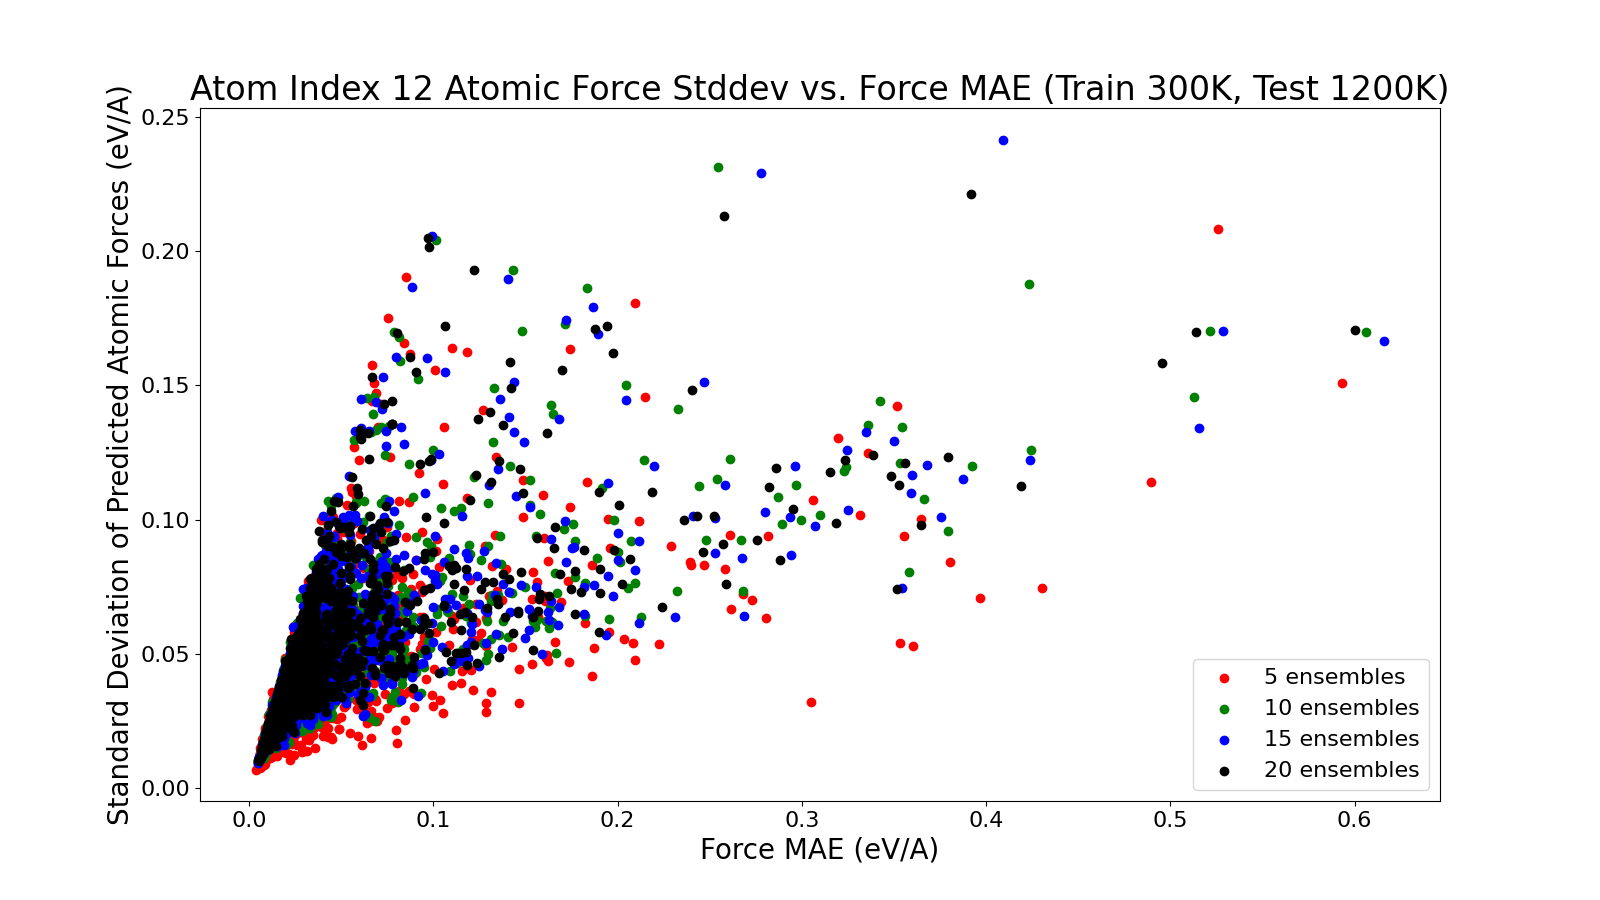 Atom Index 12 Atomic Force Stddev vs. Force MAE (Train 300K, Test 1200K)
Standard Deviation of Predicted Atomic Forces (eV/A)
0.25
0.20
0.15
0.10
0.05
0.00
5 ensembles
10 ensembles
15 ensembles
20 ensembles
0.0 0.1 0.2 0.3 0.4 0.5 0.6
Force MAE (eV/A)